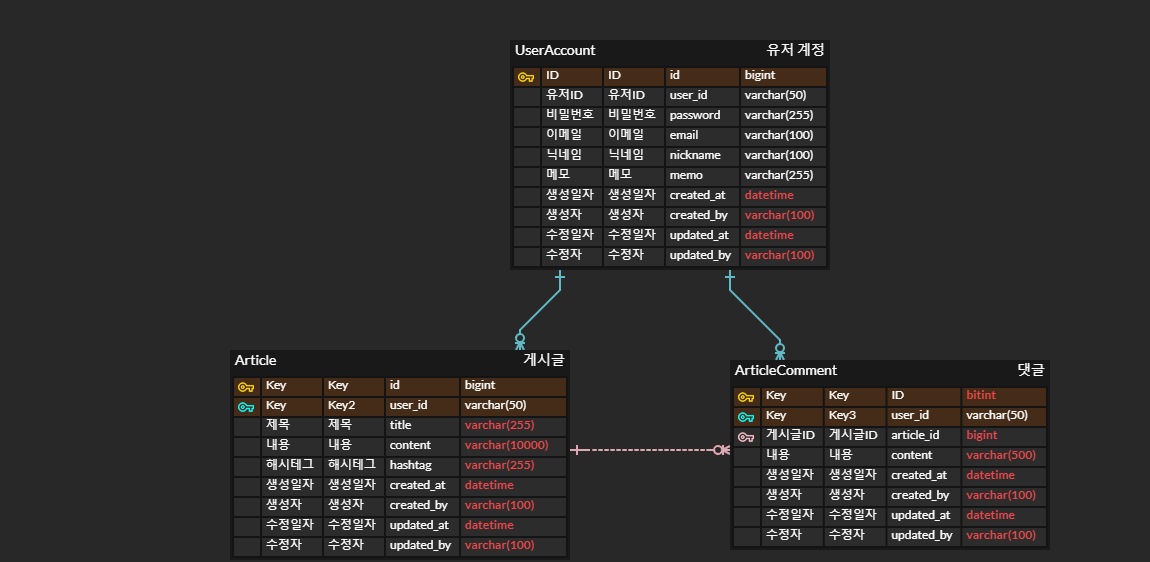 UserAccount 유저 계정
ID ID id bigint
유저ID 유저ID user_id varchar(50)
비밀번호 비밀번호 password varchar(255)
이메일 이메일 email varchar(100)
닉네임 닉네임 nickname varchar(100)
메모 메모 memo varchar(255)
생성일자 생성일자 created_at datetime
생성자 생성자 created_by varchar(100)
수정일자 수정일자 updated_at datetime
수정자 수정자 updated_by varchar(100)
Article 게시글
Key Key id bigint
Key Key2 user_id varchar(50)
제목 제목 title varchar(255)
내용 내용 content varchar(10000)
해시테그 해시테그 hashtag varchar(255)
생성일자 생성일자 created_at datetime
생성자 생성자 created_by varchar(100)
수정일자 수정일자 updated_at datetime
수정자 수정자 updated_by varchar(100)
ArticleComment 댓글
Key Key ID bitint
Key Key3 user_id varchar(50)
게시글ID 게시글ID article_id bigint
내용 내용 content varchar(500)
생성일자 생성일자 created_at datetime
생성자 생성자 created_by varchar(100)
수정일자 수정일자 updated_at datetime
수정자 수정자 updated_by varchar(100)